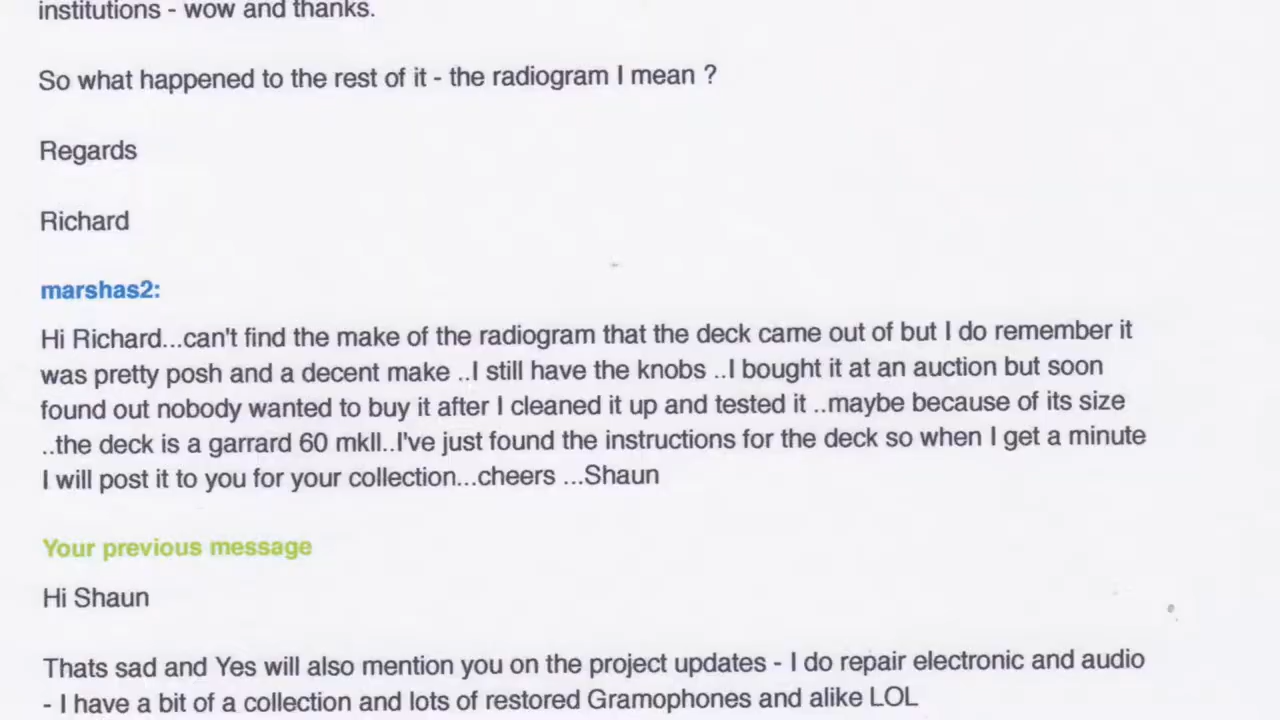 institutions - wow and thanks.
So what happened to the rest of it - the radiogram I mean ?
Regards
Richard
marshas2:
Hi Richard...can't find the make of the radiogram that the deck came out of but I do remember it
was pretty posh and a decent make ..I still have the knobs ..I bought it at an auction but soon
found out nobody wanted to buy it after I cleaned it up and tested it ..maybe because of its size
..the deck is a garrard 60 mkII..I've just found the instructions for the deck so when I get a minute
I will post it to you for your collection...cheers ...Shaun
Your previous message
Hi Shaun
Thats sad and Yes will also mention you on the project updates - I do repair electronic and audio
- I have a bit of a collection and lots of restored Gramophones and alike LOL